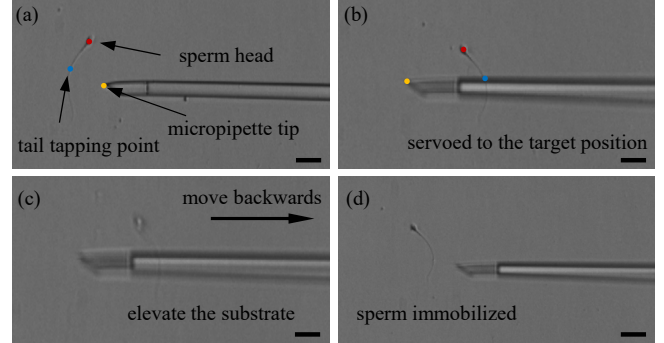 (a)
sperm head
micropipette tip
tail tapping point
(b)
servoed to the target position
(c)
move backwards
elevate the substrate
(d)
sperm immobilized